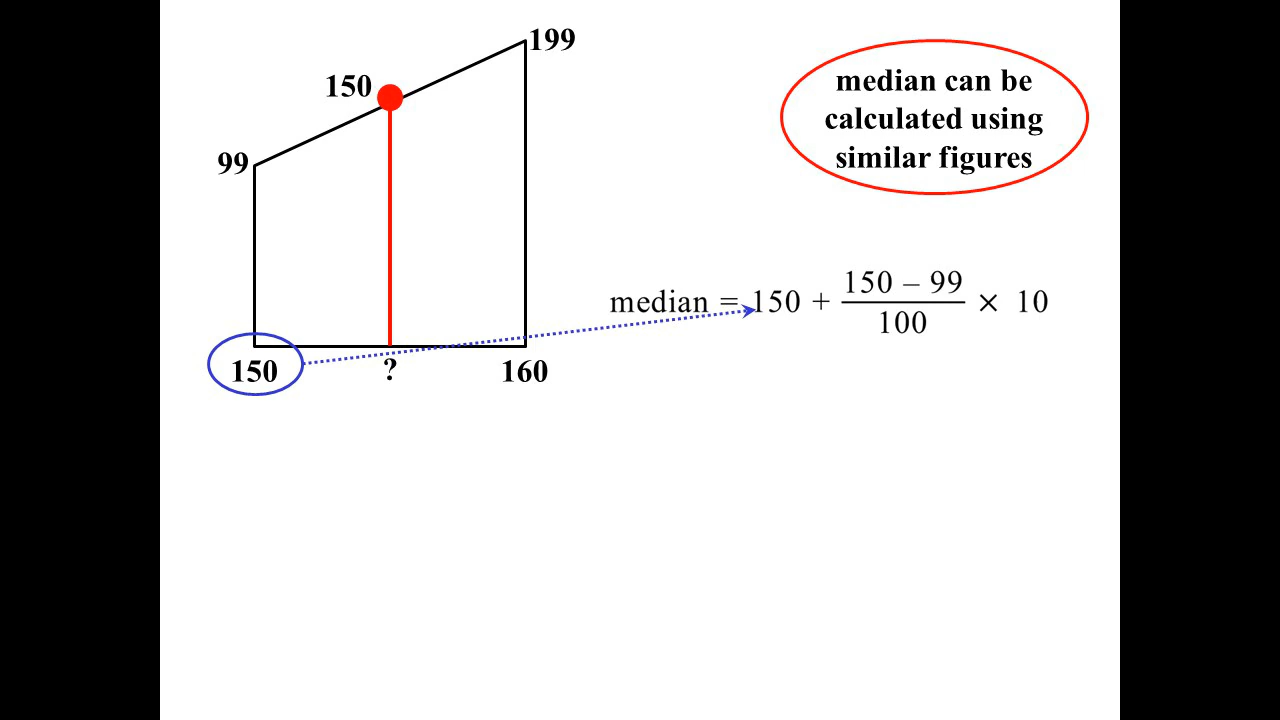 199
150
99
median can be
calculated using
similar figures
median = 150 + (150 – 99)/100 × 10
150
?
160